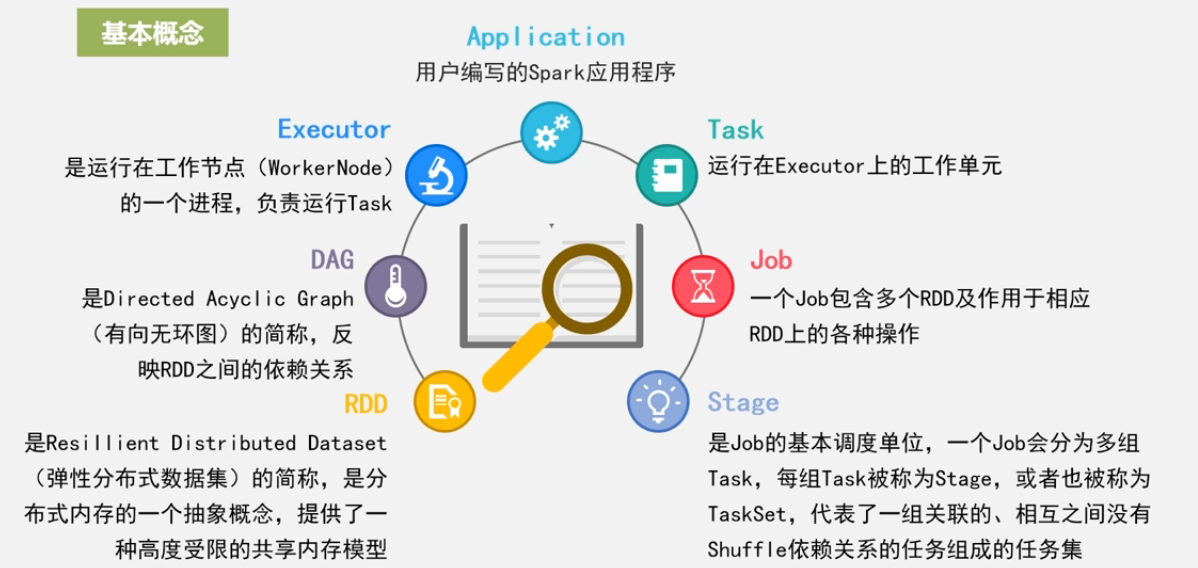 基本概念
Application
用户编写的Spark应用程序
Executor
是运行在工作节点（WorkerNode）
的一个进程，负责运行Task
Task
运行在Executor上的工作单元
DAG
是Directed Acyclic Graph
（有向无环图）的简称，反
映RDD之间的依赖关系
Job
一个Job包含多个RDD及作用于相应
RDD上的各种操作
RDD
是Resillient Distributed Dataset
（弹性分布式数据集）的简称，是分
布式内存的一个抽象概念，提供了一
种高度受限的共享内存模型
Stage
是Job的基本调度单位，一个Job会分为多组
Task，每组Task被称为Stage，或者也被称为
TaskSet，代表了一组关联的、相互之间没有
Shuffle依赖关系的任务组成的任务集